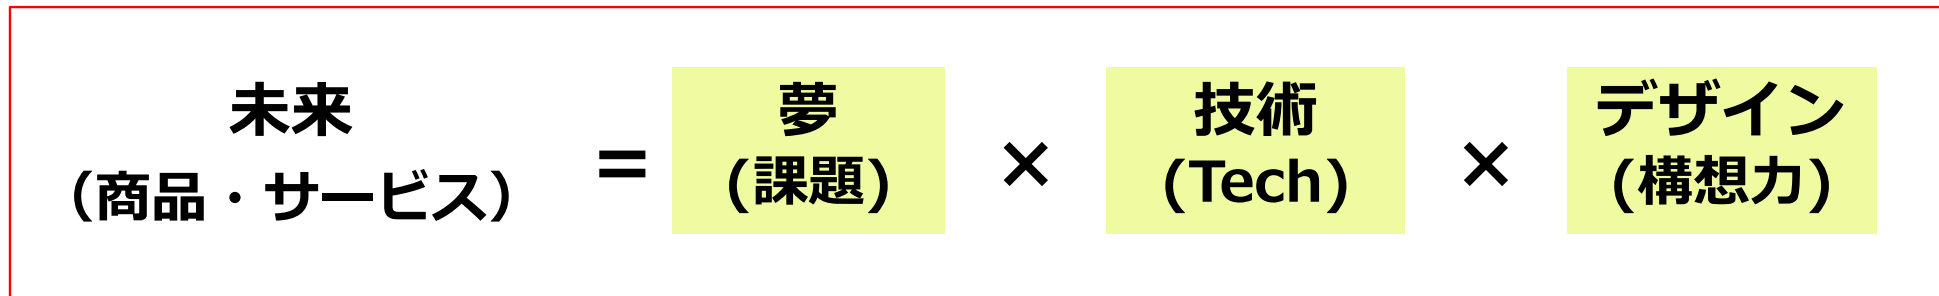 未来
（商品・サービス）
＝
夢
(課題)
×
技術
(Tech)
×
デザイン
(構想力)